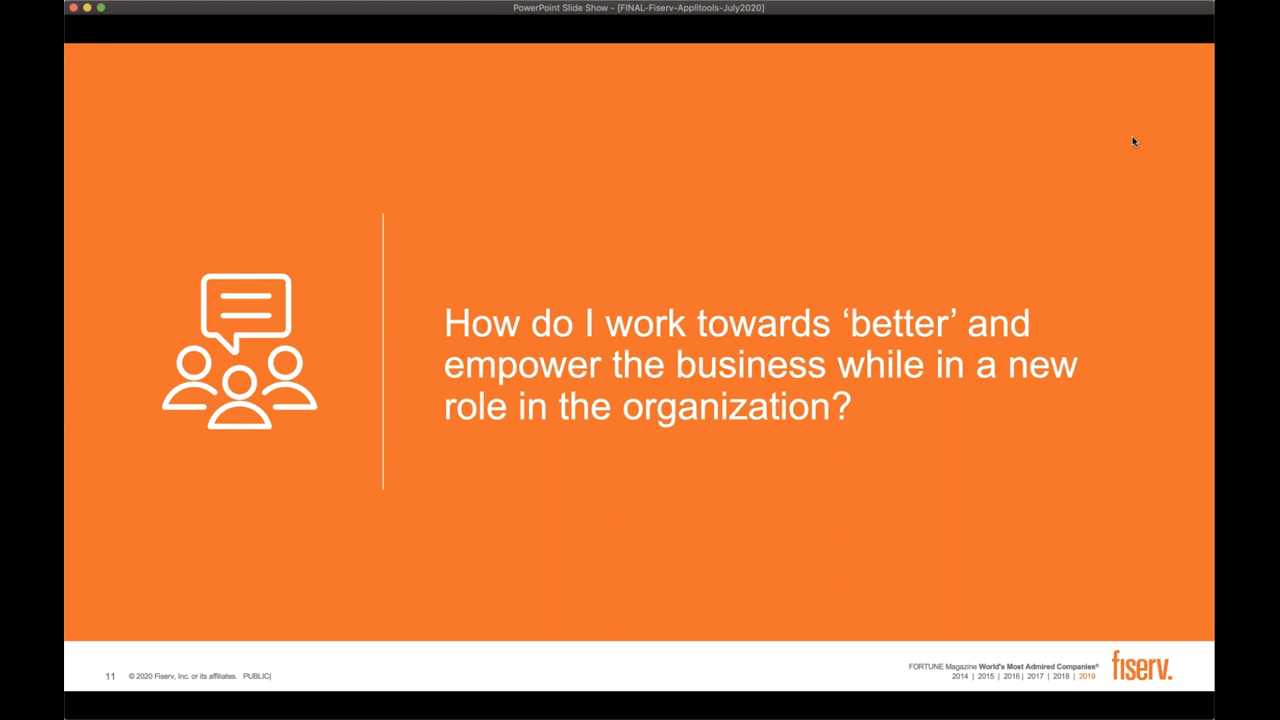 PowerPoint Slide Show - [FINAL-Fiserv-Applitools-July2020]
How do I work towards ‘better’ and
empower the business while in a new
role in the organization?
11 © 2020 Fiserv, Inc. or its affiliates. PUBLIC|
FORTUNE Magazine World's Most Admired Companies®
2014 | 2015 | 2016 | 2017 | 2018 | 2019
fiserv.